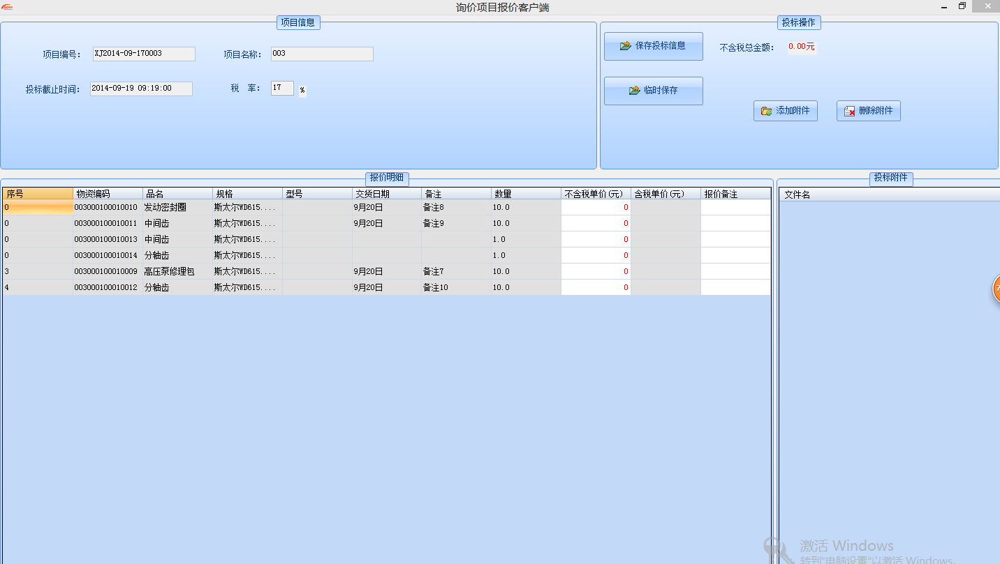 询价项目报价客户端
项目信息
项目编号： XJ2014-09-170003 项目名称： 003
投标截止时间： 2014-09-19 09:19:00 税 率： 17 %
投标操作
保存投标信息 不含税总金额： 0.00元
临时保存
添加附件 删除附件
报价明细
序号 物资编码 品名 规格 型号 交货日期 备注 数量 不含税单价(元) 含税单价(元) 报价备注
0 003000100010010 发动密封圈 斯太尔WD615.... 9月20日 备注8 10.0 0
0 003000100010011 中间齿 斯太尔WD615.... 9月20日 备注9 10.0 0
0 003000100010013 中间齿 斯太尔WD615.... 1.0 0
0 003000100010014 分轴齿 斯太尔WD615.... 1.0 0
3 003000100010009 高压泵修理包 斯太尔WD615.... 9月20日 备注7 10.0 0
4 003000100010012 分轴齿 斯太尔WD615.... 9月20日 备注10 10.0 0
投标附件
文件名
激活 Windows
转到"电脑设置"以激活 Windows。